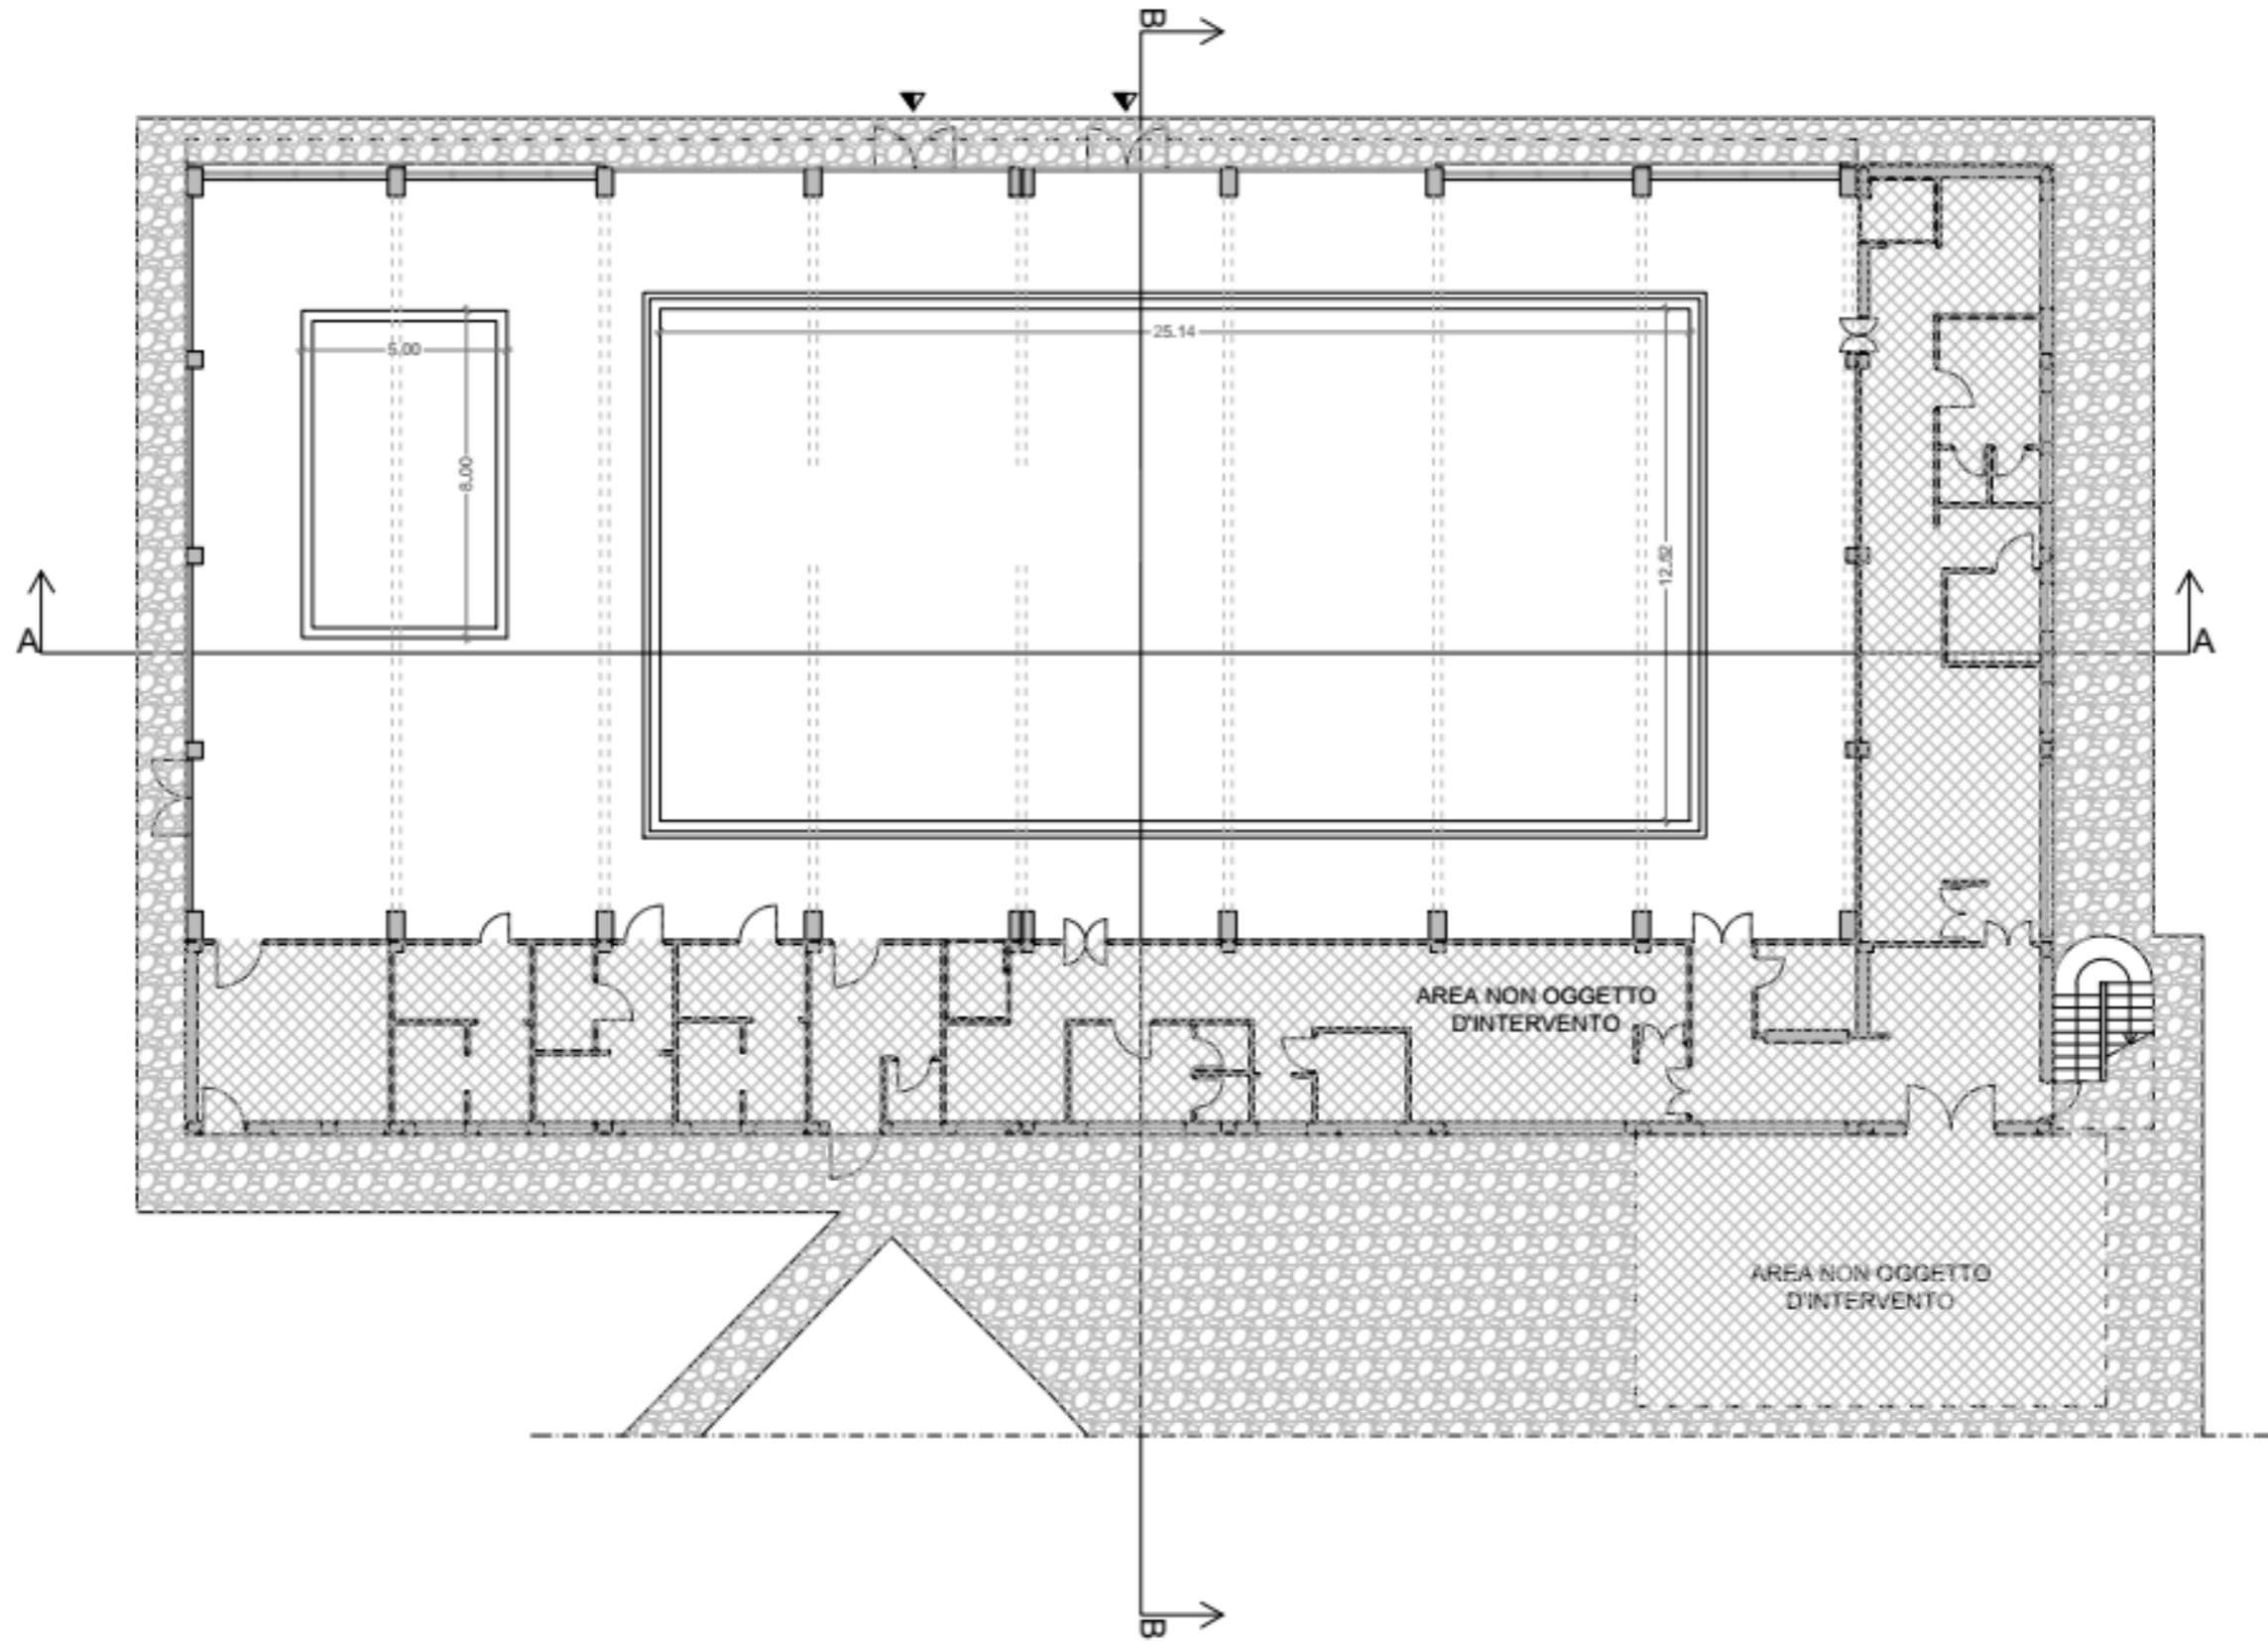 B
5.00
25.14
8.00
12.62
A
A
AREA NON OGGETTO
D'INTERVENTO
AREA NON OGGETTO
D'INTERVENTO
B